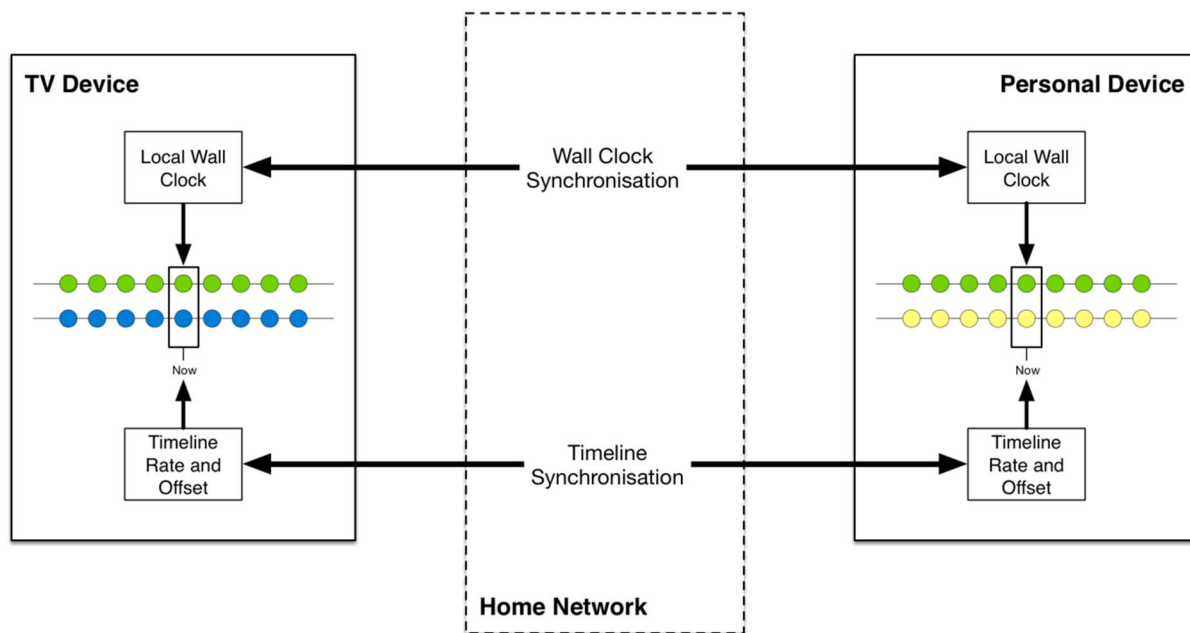 TV Device
Local Wall
Clock
Now
Timeline
Rate and
Offset
Wall Clock
Synchronisation
Timeline
Synchronisation
Home Network
Personal Device
Local Wall
Clock
Now
Timeline
Rate and
Offset